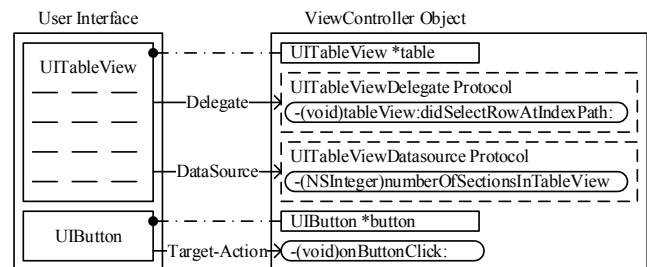 User Interface
ViewController Object
UITableView
UITableView *table
UITableViewDelegate Protocol
Delegate
-(void)tableView:didSelectRowAtIndexPath:
UITableViewDatasource Protocol
DataSource
-(NSInteger)numberOfSectionsInTableView
UIButton *button
UIButton
Target-Action
-(void)onButtonClick: